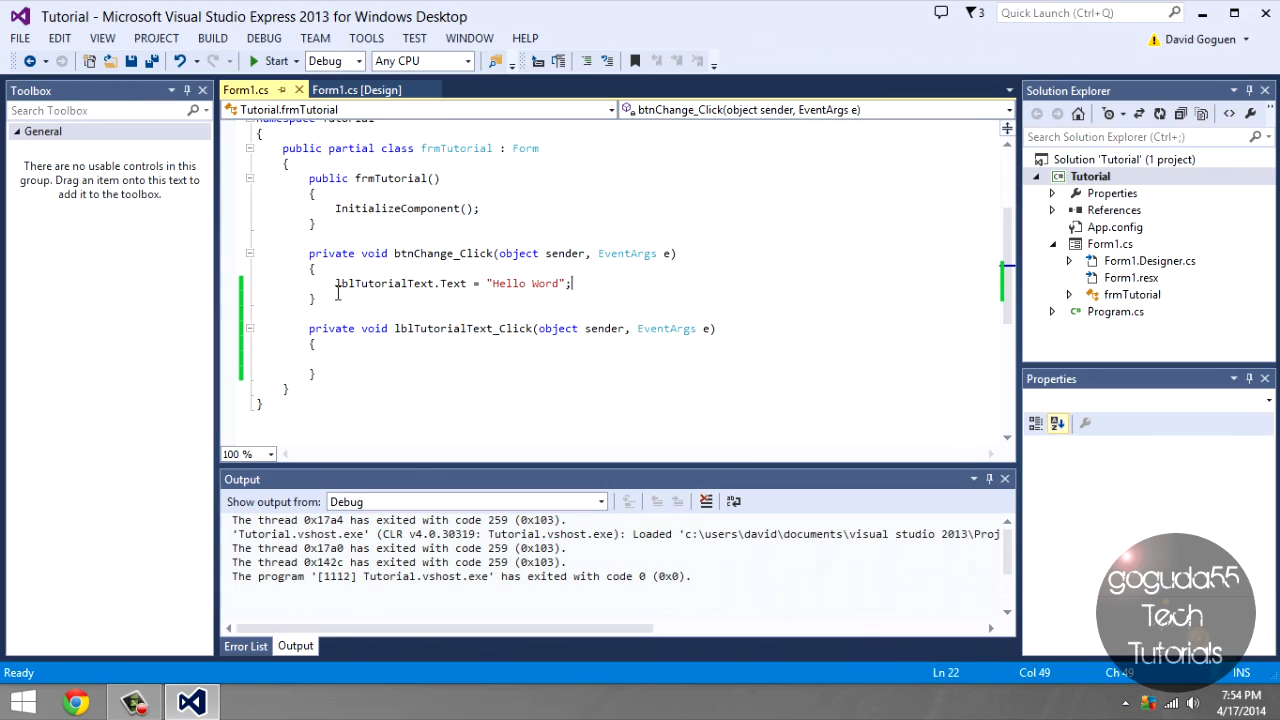 Tutorial - Microsoft Visual Studio Express 2013 for Windows Desktop
3
Quick Launch (Ctrl+Q)
FILE EDIT VIEW PROJECT BUILD DEBUG TEAM TOOLS TEST WINDOW HELP
David Goguen
Start Debug Any CPU
Toolbox
Search Toolbox
General
There are no usable controls in this
group. Drag an item onto this text to
add it to the toolbox.
Form1.cs Form1.cs [Design]
Tutorial.frmTutorial btnChange_Click(object sender, EventArgs e)
namespace Tutorial
{
public partial class frmTutorial : Form
{
public frmTutorial()
{
InitializeComponent();
}
private void btnChange_Click(object sender, EventArgs e)
{
lblTutorialText.Text = "Hello Word";
}
private void lblTutorialText_Click(object sender, EventArgs e)
{
}
}
}
100 %
Output
Show output from: Debug
The thread 0x17a4 has exited with code 259 (0x103).
'Tutorial.vshost.exe' (CLR v4.0.30319: Tutorial.vshost.exe): Loaded 'c:\users\david\documents\visual studio 2013\Proj
The thread 0x17a0 has exited with code 259 (0x103).
The thread 0x142c has exited with code 259 (0x103).
The program '[1112] Tutorial.vshost.exe' has exited with code 0 (0x0).
Error List Output
Solution Explorer
Search Solution Explorer (Ctrl+;)
Solution 'Tutorial' (1 project)
C# Tutorial
Properties
References
App.config
Form1.cs
Form1.Designer.cs
Form1.resx
frmTutorial
C# Program.cs
Properties
goguda55
Tech
Tutorials
Ready Ln 22 Col 49 Ch 49 INS
7:54 PM
4/17/2014